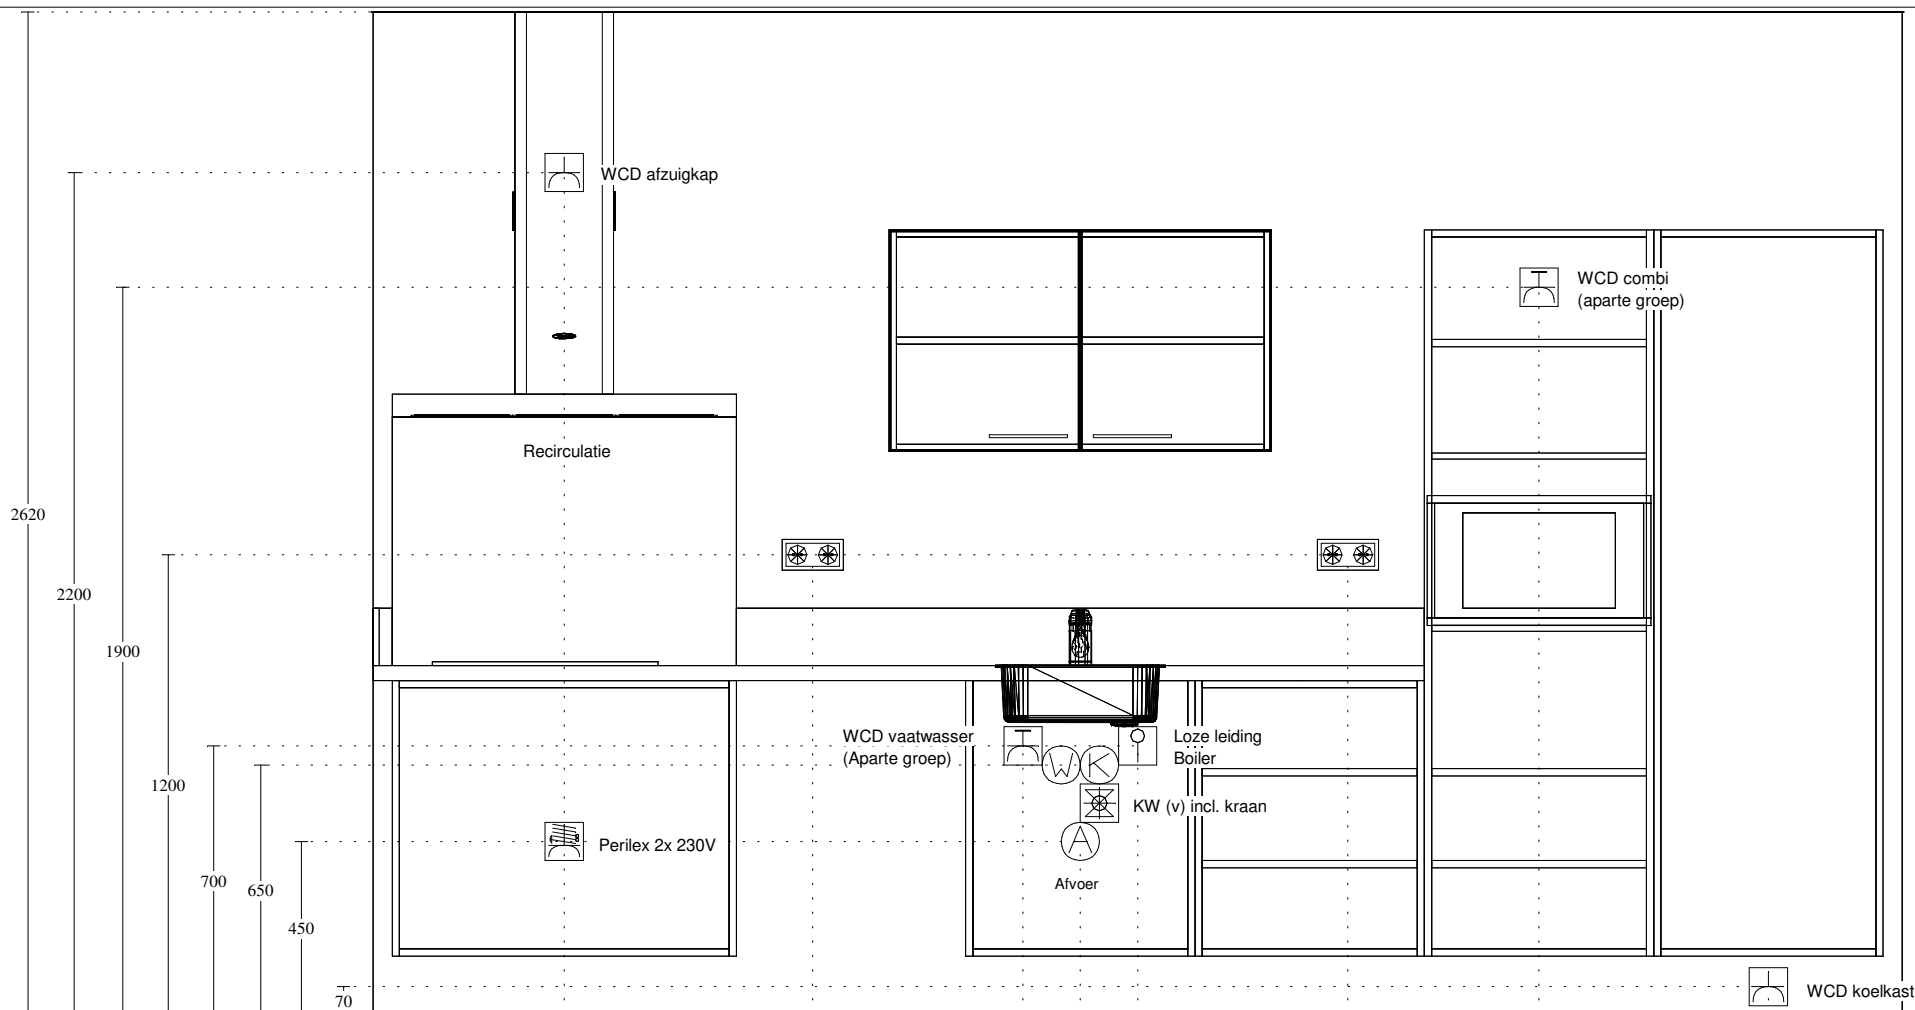 WCD afzuigkap
WCD combi
(aparte groep)
Recirculatie
2620
2200
1900
WCD vaatwasser
(Aparte groep)
Loze leiding
Boiler
W
K
1200
KW (v) incl. kraan
A
Perilex 2x 230V
700
650
Afvoer
450
70
WCD koelkast